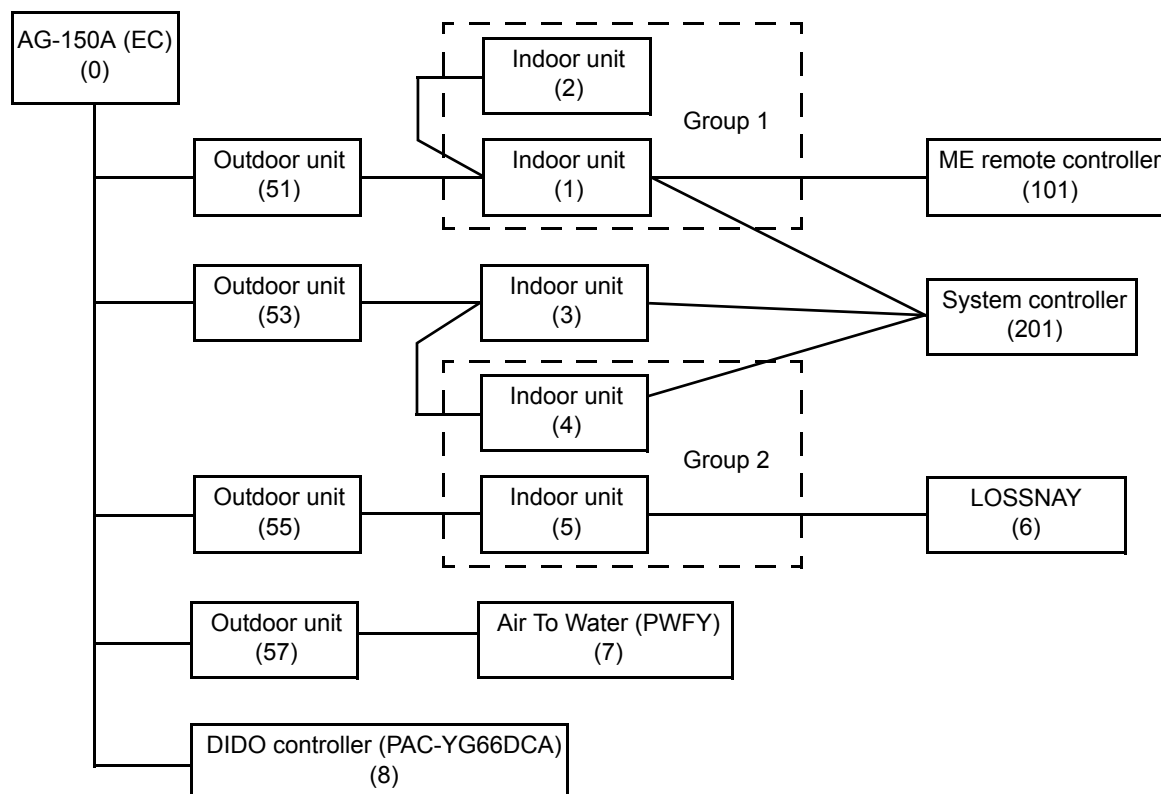 AG-150A (EC)
(0)
Indoor unit
(2)
Group 1
Outdoor unit
(51)
Indoor unit
(1)
ME remote controller
(101)
Outdoor unit
(53)
Indoor unit
(3)
System controller
(201)
Indoor unit
(4)
Group 2
Outdoor unit
(55)
Indoor unit
(5)
LOSSNAY
(6)
Outdoor unit
(57)
Air To Water (PWFY)
(7)
DIDO controller (PAC-YG66DCA)
(8)